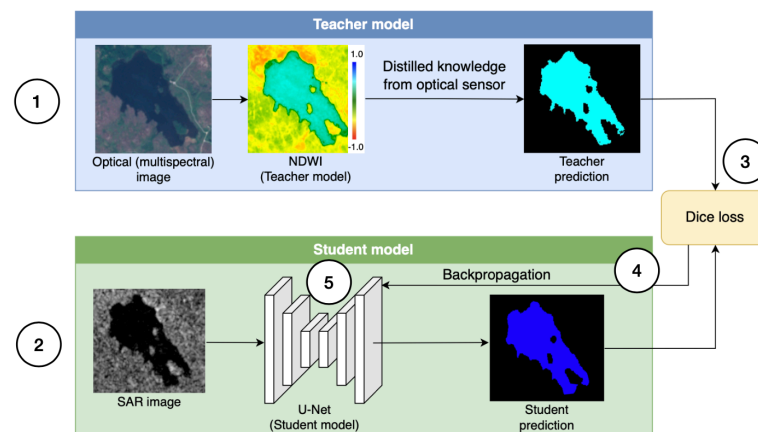 Teacher model
1
1.0
-1.0
Distilled knowledge
from optical sensor
Optical (multispectral)
image
NDWI
(Teacher model)
Teacher
prediction
3
Dice loss
Student model
5
Backpropagation
4
2
SAR image
U-Net
(Student model)
Student
prediction